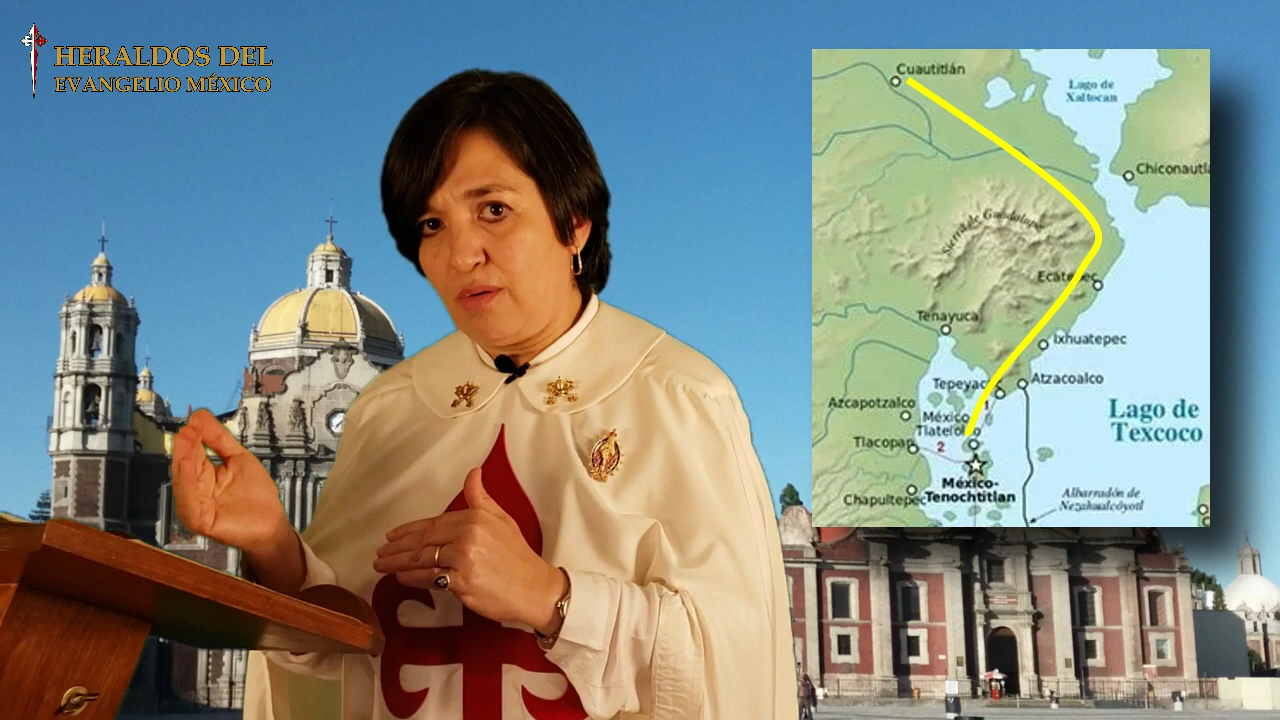 HERALDOS DEL
EVANGELIO MÉXICO
Cuautitlán
Lago de
Xaltocan
Chiconautla
Sierra de Guadalupe
Ecatepec
Tenayuca
Ixhuatepec
Tepeyac
Atzacoalco
Azcapotzalco
México
Tlatelolco
1
Lago de
Texcoco
Tlacopan
2
México-
Tenochtitlan
Chapultepec
Albarradón de
Nezahualcóyotl